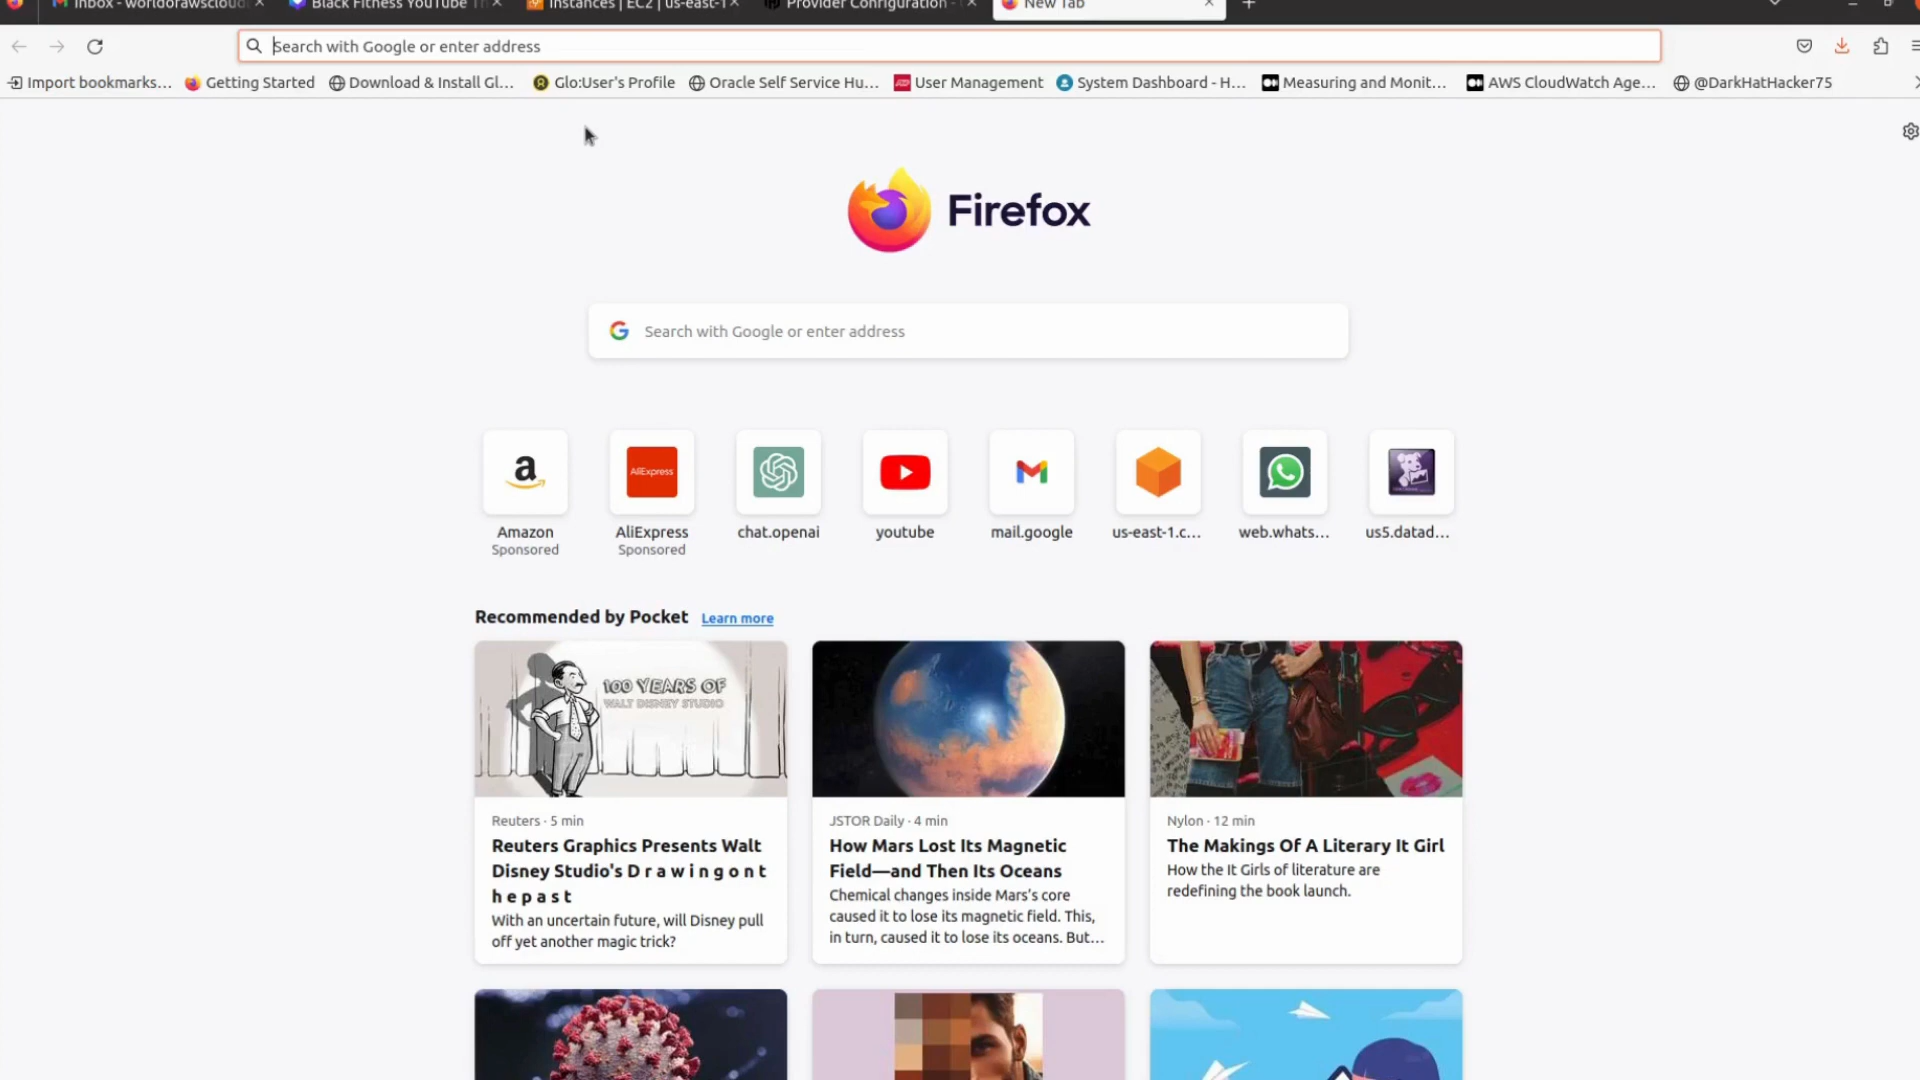 Inbox - worldorawscloud
Black Fitness YouTube Th
Instances | EC2 | us-east-1
Provider Configuration -
New Tab
Search with Google or enter address
Import bookmarks...
Getting Started
Download & Install Gl...
Glo:User's Profile
Oracle Self Service Hu...
User Management
System Dashboard - H...
Measuring and Monit...
AWS CloudWatch Age...
@DarkHatHacker75
Firefox
Search with Google or enter address
a
AliExpress
Amazon
Sponsored
AliExpress
Sponsored
chat.openai
youtube
mail.google
us-east-1.c...
web.whats...
us5.datad...
Recommended by Pocket Learn more
100 YEARS OF
WALT DISNEY STUDIO
Reuters · 5 min
Reuters Graphics Presents Walt
Disney Studio's D r a w i n g o n t
h e p a s t
With an uncertain future, will Disney pull
off yet another magic trick?
JSTOR Daily · 4 min
How Mars Lost Its Magnetic
Field—and Then Its Oceans
Chemical changes inside Mars's core
caused it to lose its magnetic field. This,
in turn, caused it to lose its oceans. But...
Nylon · 12 min
The Makings Of A Literary It Girl
How the It Girls of literature are
redefining the book launch.